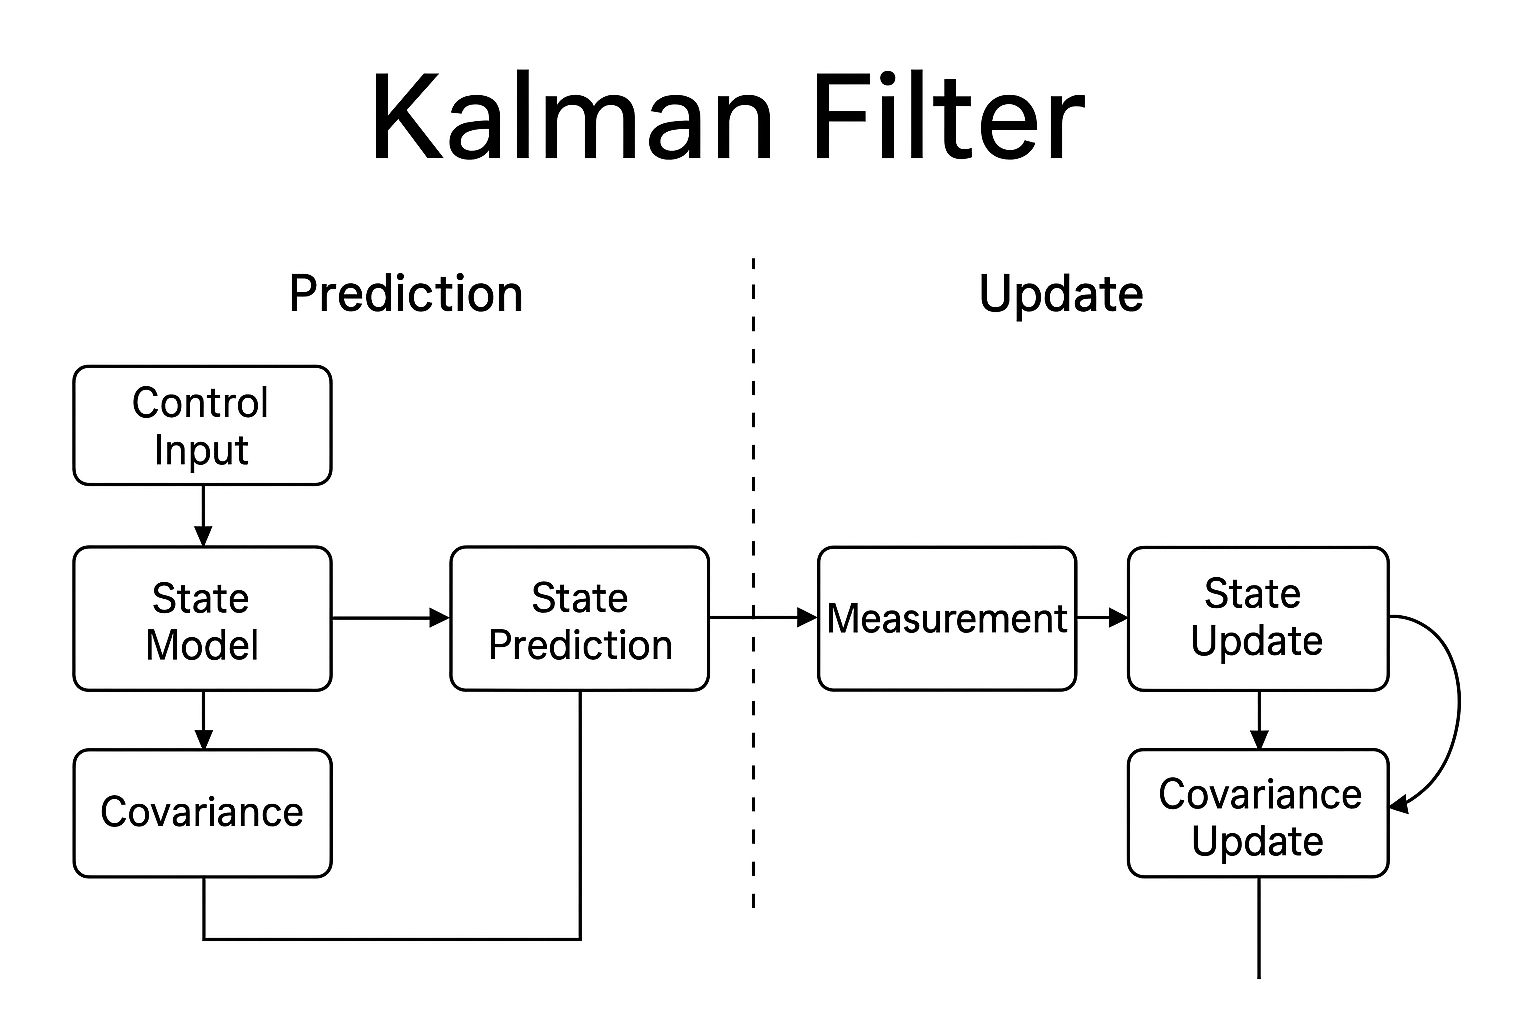 Kalman Filter
Prediction
Update
Control
Input
State
Model
State
Prediction
Measurement
State
Update
Covariance
Covariance
Update